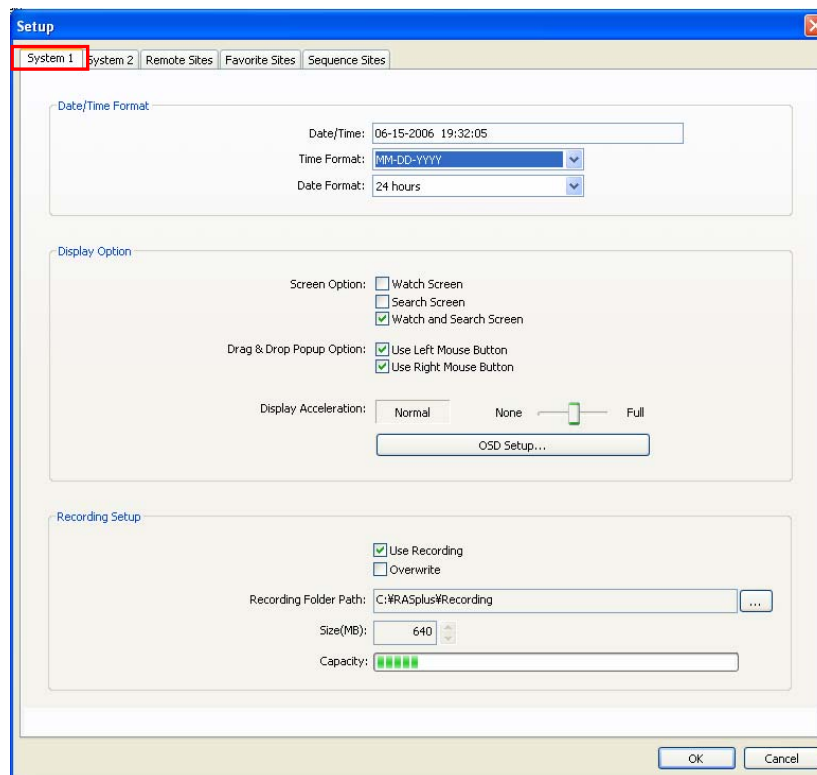 Setup
System 1 System 2 Remote Sites Favorite Sites Sequence Sites
Date/Time Format
Date/Time: 06-15-2006 19:32:05
Time Format: MM-DD-YYYY
Date Format: 24 hours
Display Option
Screen Option: Watch Screen
Search Screen
Watch and Search Screen
Drag & Drop Popup Option: Use Left Mouse Button
Use Right Mouse Button
Display Acceleration: Normal None Full
OSD Setup...
Recording Setup
Use Recording
Overwrite
Recording Folder Path: C:¥RASplus¥Recording ...
Size(MB): 640
Capacity:
OK Cancel